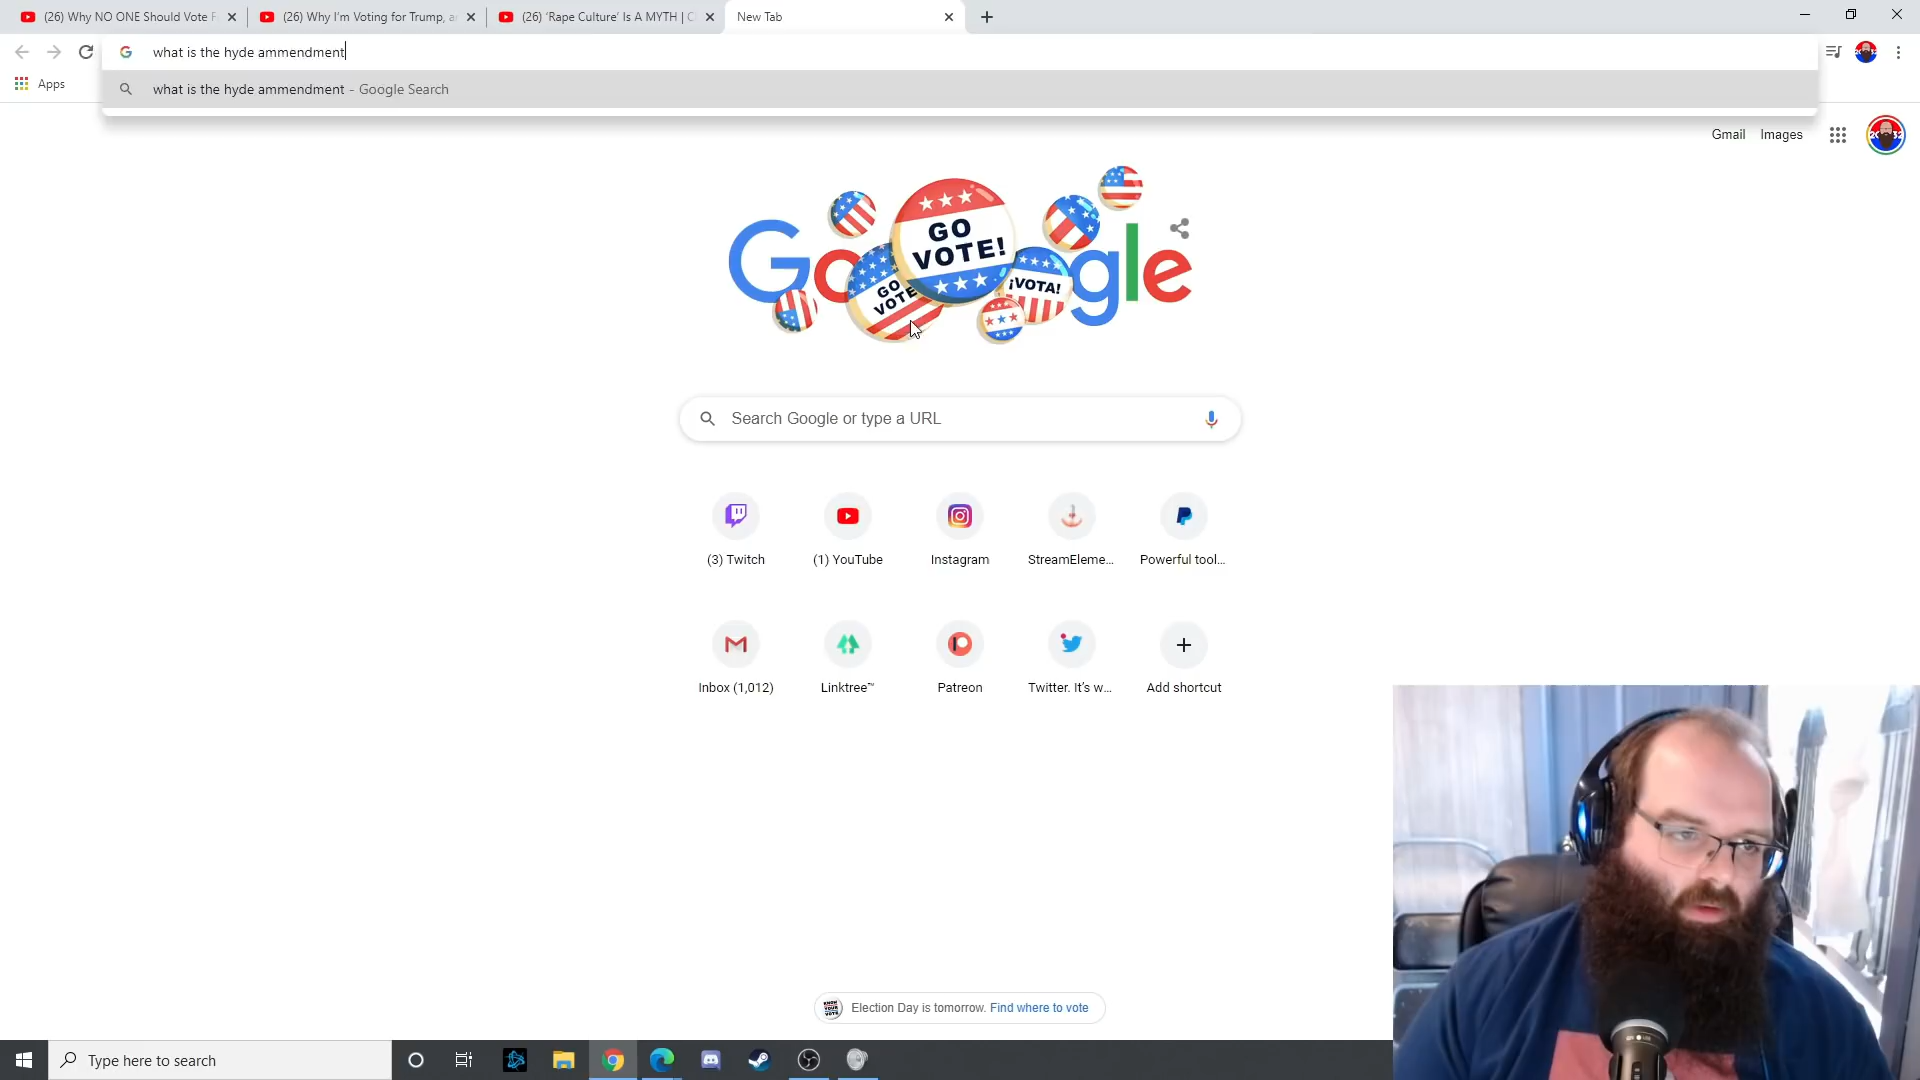 (26) Why NO ONE Should Vote F
(26) Why I'm Voting for Trump, a
(26) 'Rape Culture' Is A MYTH | C
New Tab
what is the hyde ammendment
Apps
what is the hyde ammendment - Google Search
Gmail
Images
Google
GO VOTE!
GO VOTE
¡VOTA!
Search Google or type a URL
(3) Twitch
(1) YouTube
Instagram
StreamEleme...
Powerful tool...
Inbox (1,012)
Linktree™
Patreon
Twitter. It's w...
Add shortcut
Election Day is tomorrow. Find where to vote
Type here to search